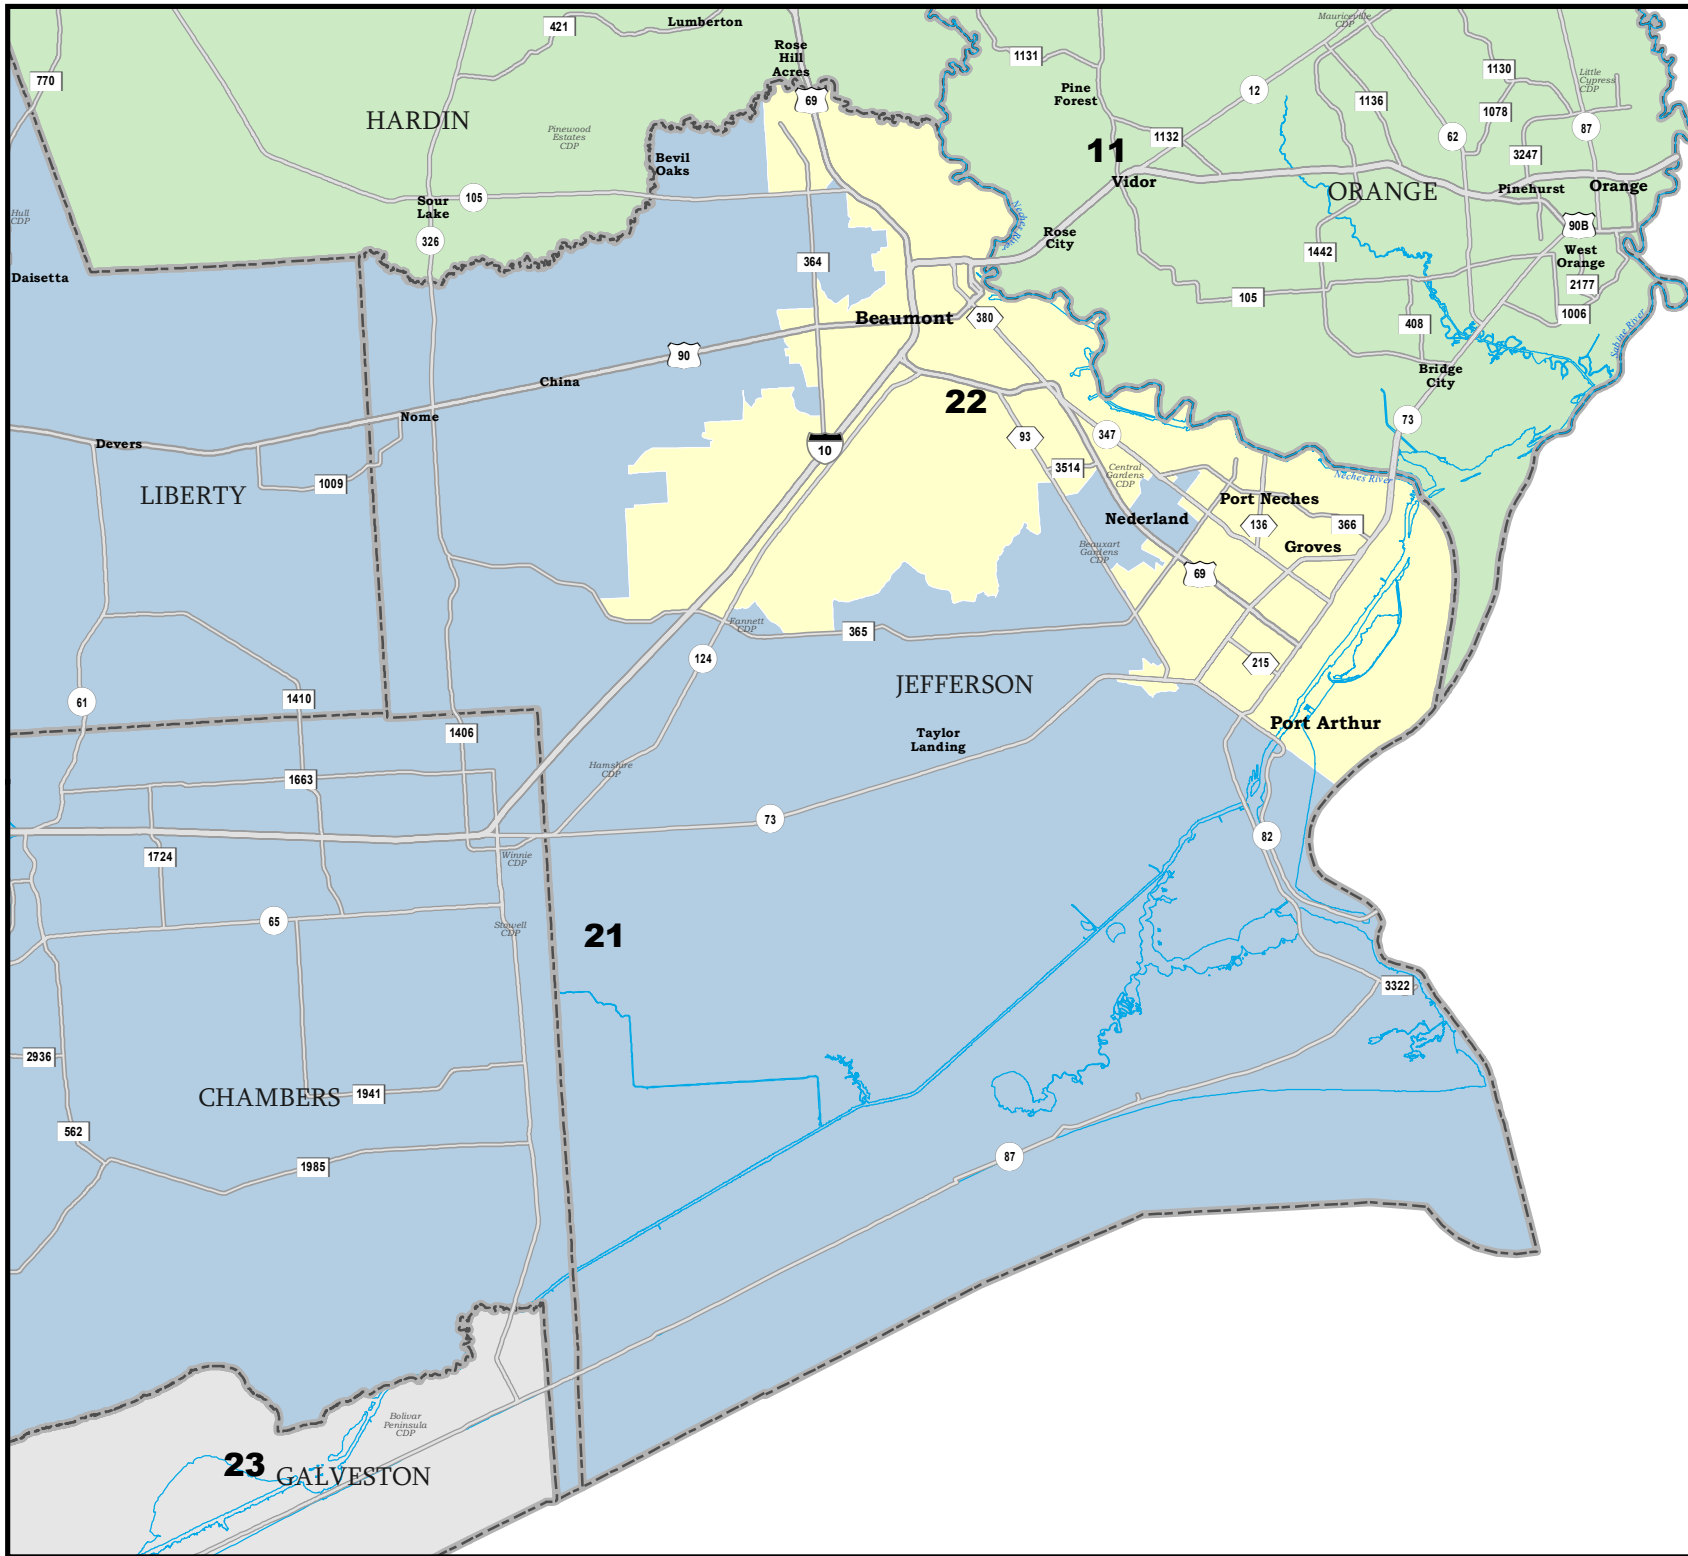 Lumberton
421
Mauriceville
CDP
Rose
Hill
Acres
1131
770
1130
Little
Cypress
CDP
12
Pine
Forest
69
1136
1078
HARDIN
87
Pinewood
Estates
CDP
62
1132
11
3247
Bevil
Oaks
Vidor
ORANGE
Pinehurst
Orange
105
Sour
Lake
Hull
CDP
Neches River
90B
326
Rose
City
1442
West
Orange
364
Daisetta
2177
105
1006
Beaumont
380
408
Sabine River
90
Bridge
City
China
22
Nome
73
Devers
93
347
10
3514
Central
Gardens
CDP
Neches River
1009
LIBERTY
Port Neches
Nederland
136
366
Groves
Beauxart
Gardens
CDP
69
Fannett
CDP
365
124
215
JEFFERSON
61
1410
Port Arthur
1406
Taylor
Landing
Hamshire
CDP
1663
73
82
1724
Winnie
CDP
65
Stowell
CDP
21
3322
2936
CHAMBERS
1941
562
87
1985
Bolivar
Peninsula
CDP
23
GALVESTON